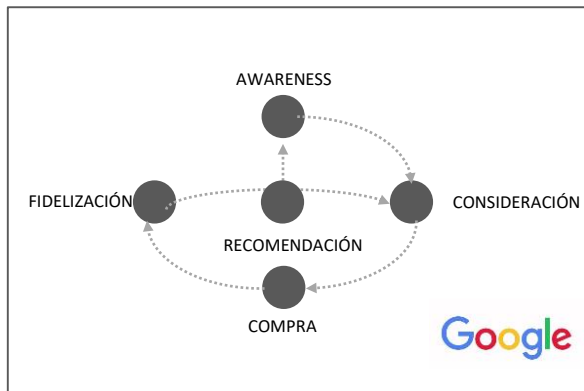 AWARENESS
FIDELIZACIÓN
CONSIDERACIÓN
RECOMENDACIÓN
COMPRA
Google